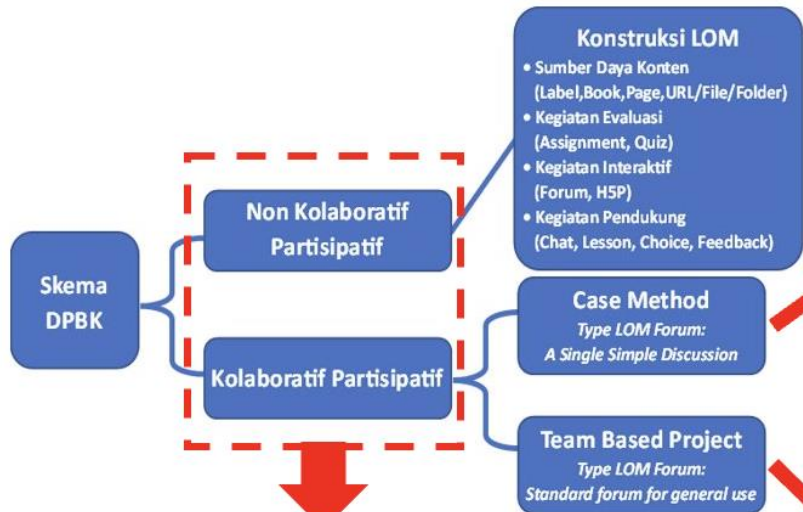 Skema
DPBK
Non Kolaboratif
Partisipatif
Kolaboratif Partisipatif
Konstruksi LOM
• Sumber Daya Konten
(Label,Book,Page,URL/File/Folder)
• Kegiatan Evaluasi
(Assignment, Quiz)
• Kegiatan Interaktif
(Forum, H5P)
• Kegiatan Pendukung
(Chat, Lesson, Choice, Feedback)
Case Method
Type LOM Forum:
A Single Simple Discussion
Team Based Project
Type LOM Forum:
Standard forum for general use